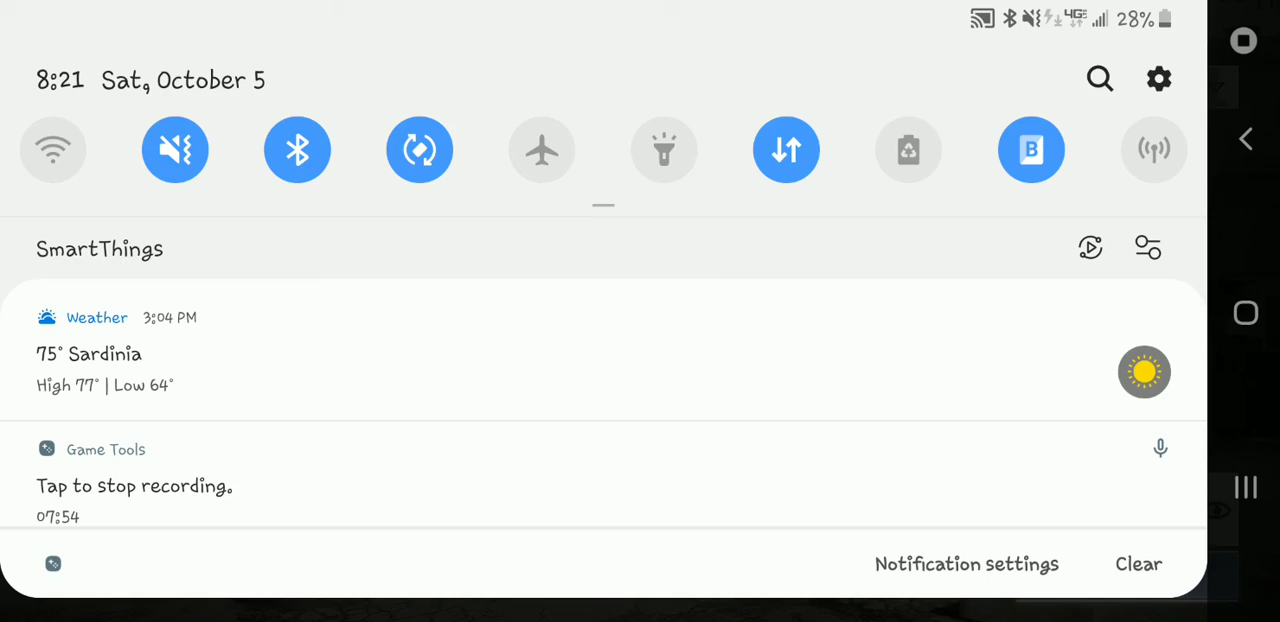 4GE 28%
8:21 Sat, October 5
B
SmartThings
Weather 3:04 PM
75° Sardinia
High 77° | Low 64°
Game Tools
Tap to stop recording.
07:54
Notification settings Clear